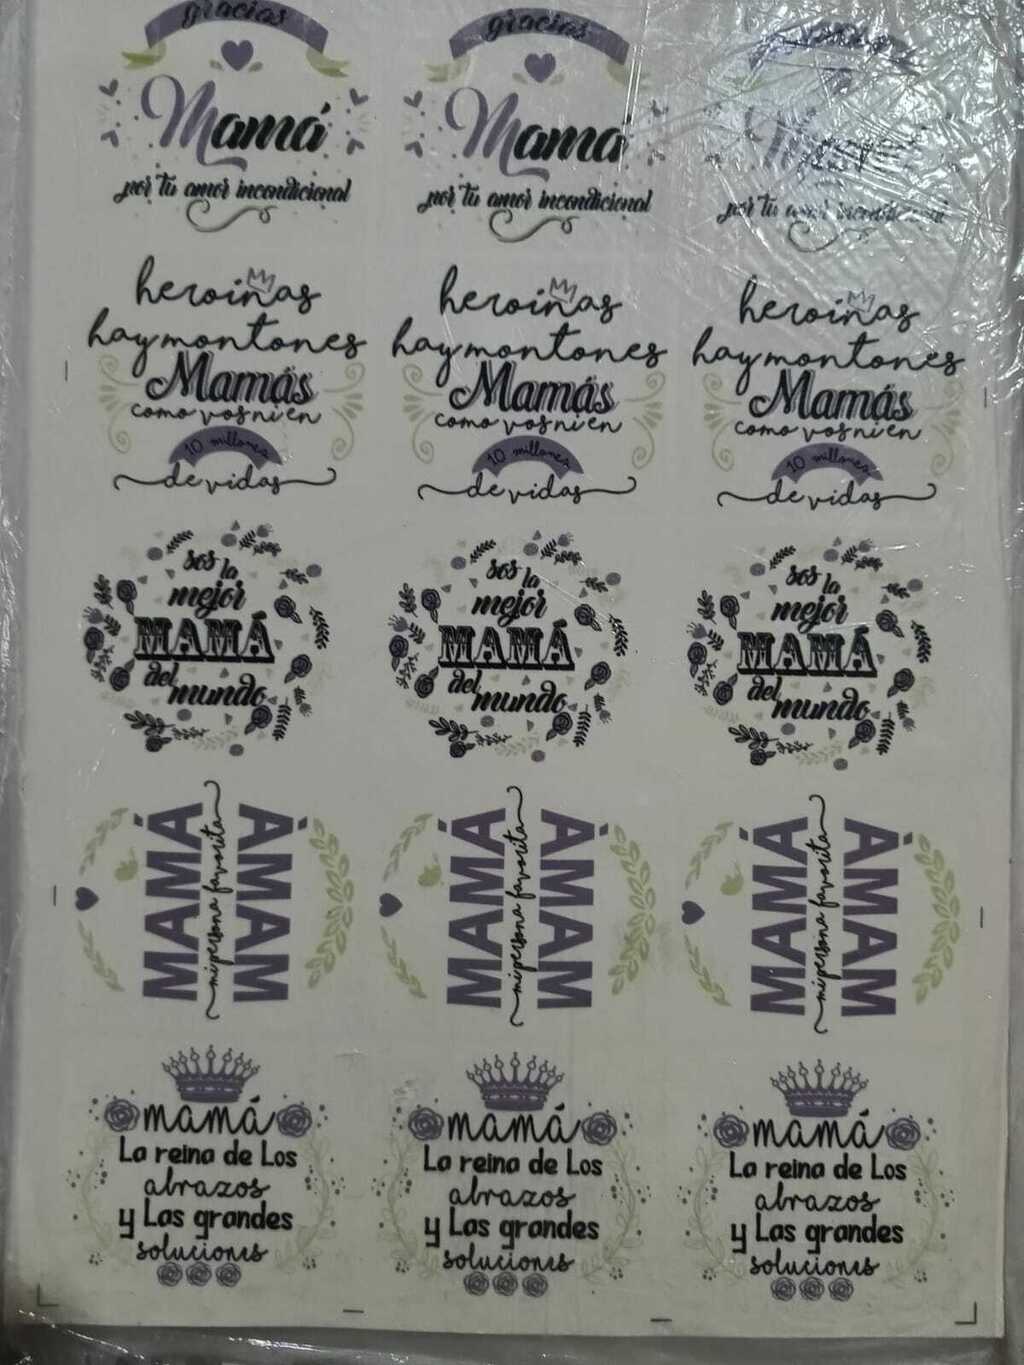 gracias gracias
Mamá Mamá
por tu amor incondicional por tu amor incondicional por tu
heroinas heroinas heroinas
hay montones hay montones hay montones
Mamás Mamás Mamás
como vos ni en como vos ni en como vos ni en
10 millones 10 millones 10 millones
de vidas de vidas de vidas
sos la sos la sos la
mejor mejor mejor
MAMÁ MAMÁ MAMÁ
del del del
mundo mundo mundo
MAMÁ MAMÁ MAMÁ
mi persona favorita mi persona favorita mi persona favorita
MAMÁ MAMÁ MAMÁ
mamá mamá mamá
La reina de Los La reina de Los La reina de Los
abrazos abrazos abrazos
y Las grandes y Las grandes y Las grandes
soluciones soluciones soluciones